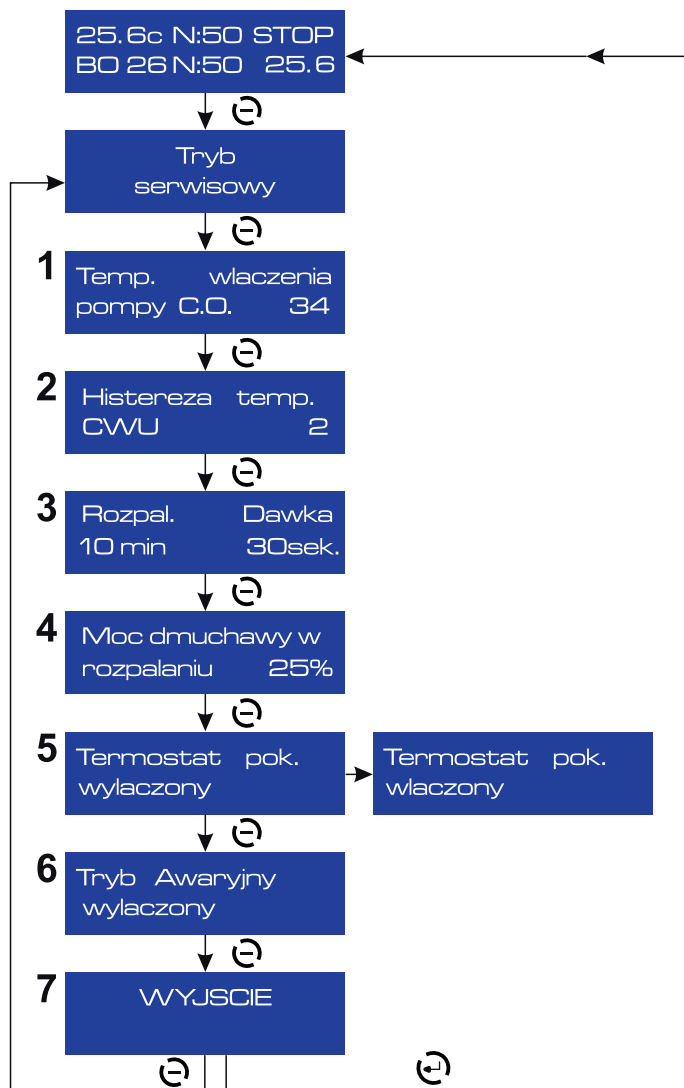 25.6c N:50 STOP
BO 26 N:50 25.6
Tryb
serwisowy
1
Temp. wlaczenia
pompy C.O. 34
2
Histereza temp.
CWU 2
3
Rozpal. Dawka
10 min 30sek.
4
Moc dmuchawy w
rozpalaniu 25%
5
Termostat pok.
wylaczony
Termostat pok.
wlaczony
6
Tryb Awaryjny
wylaczony
7
WYJSCIE